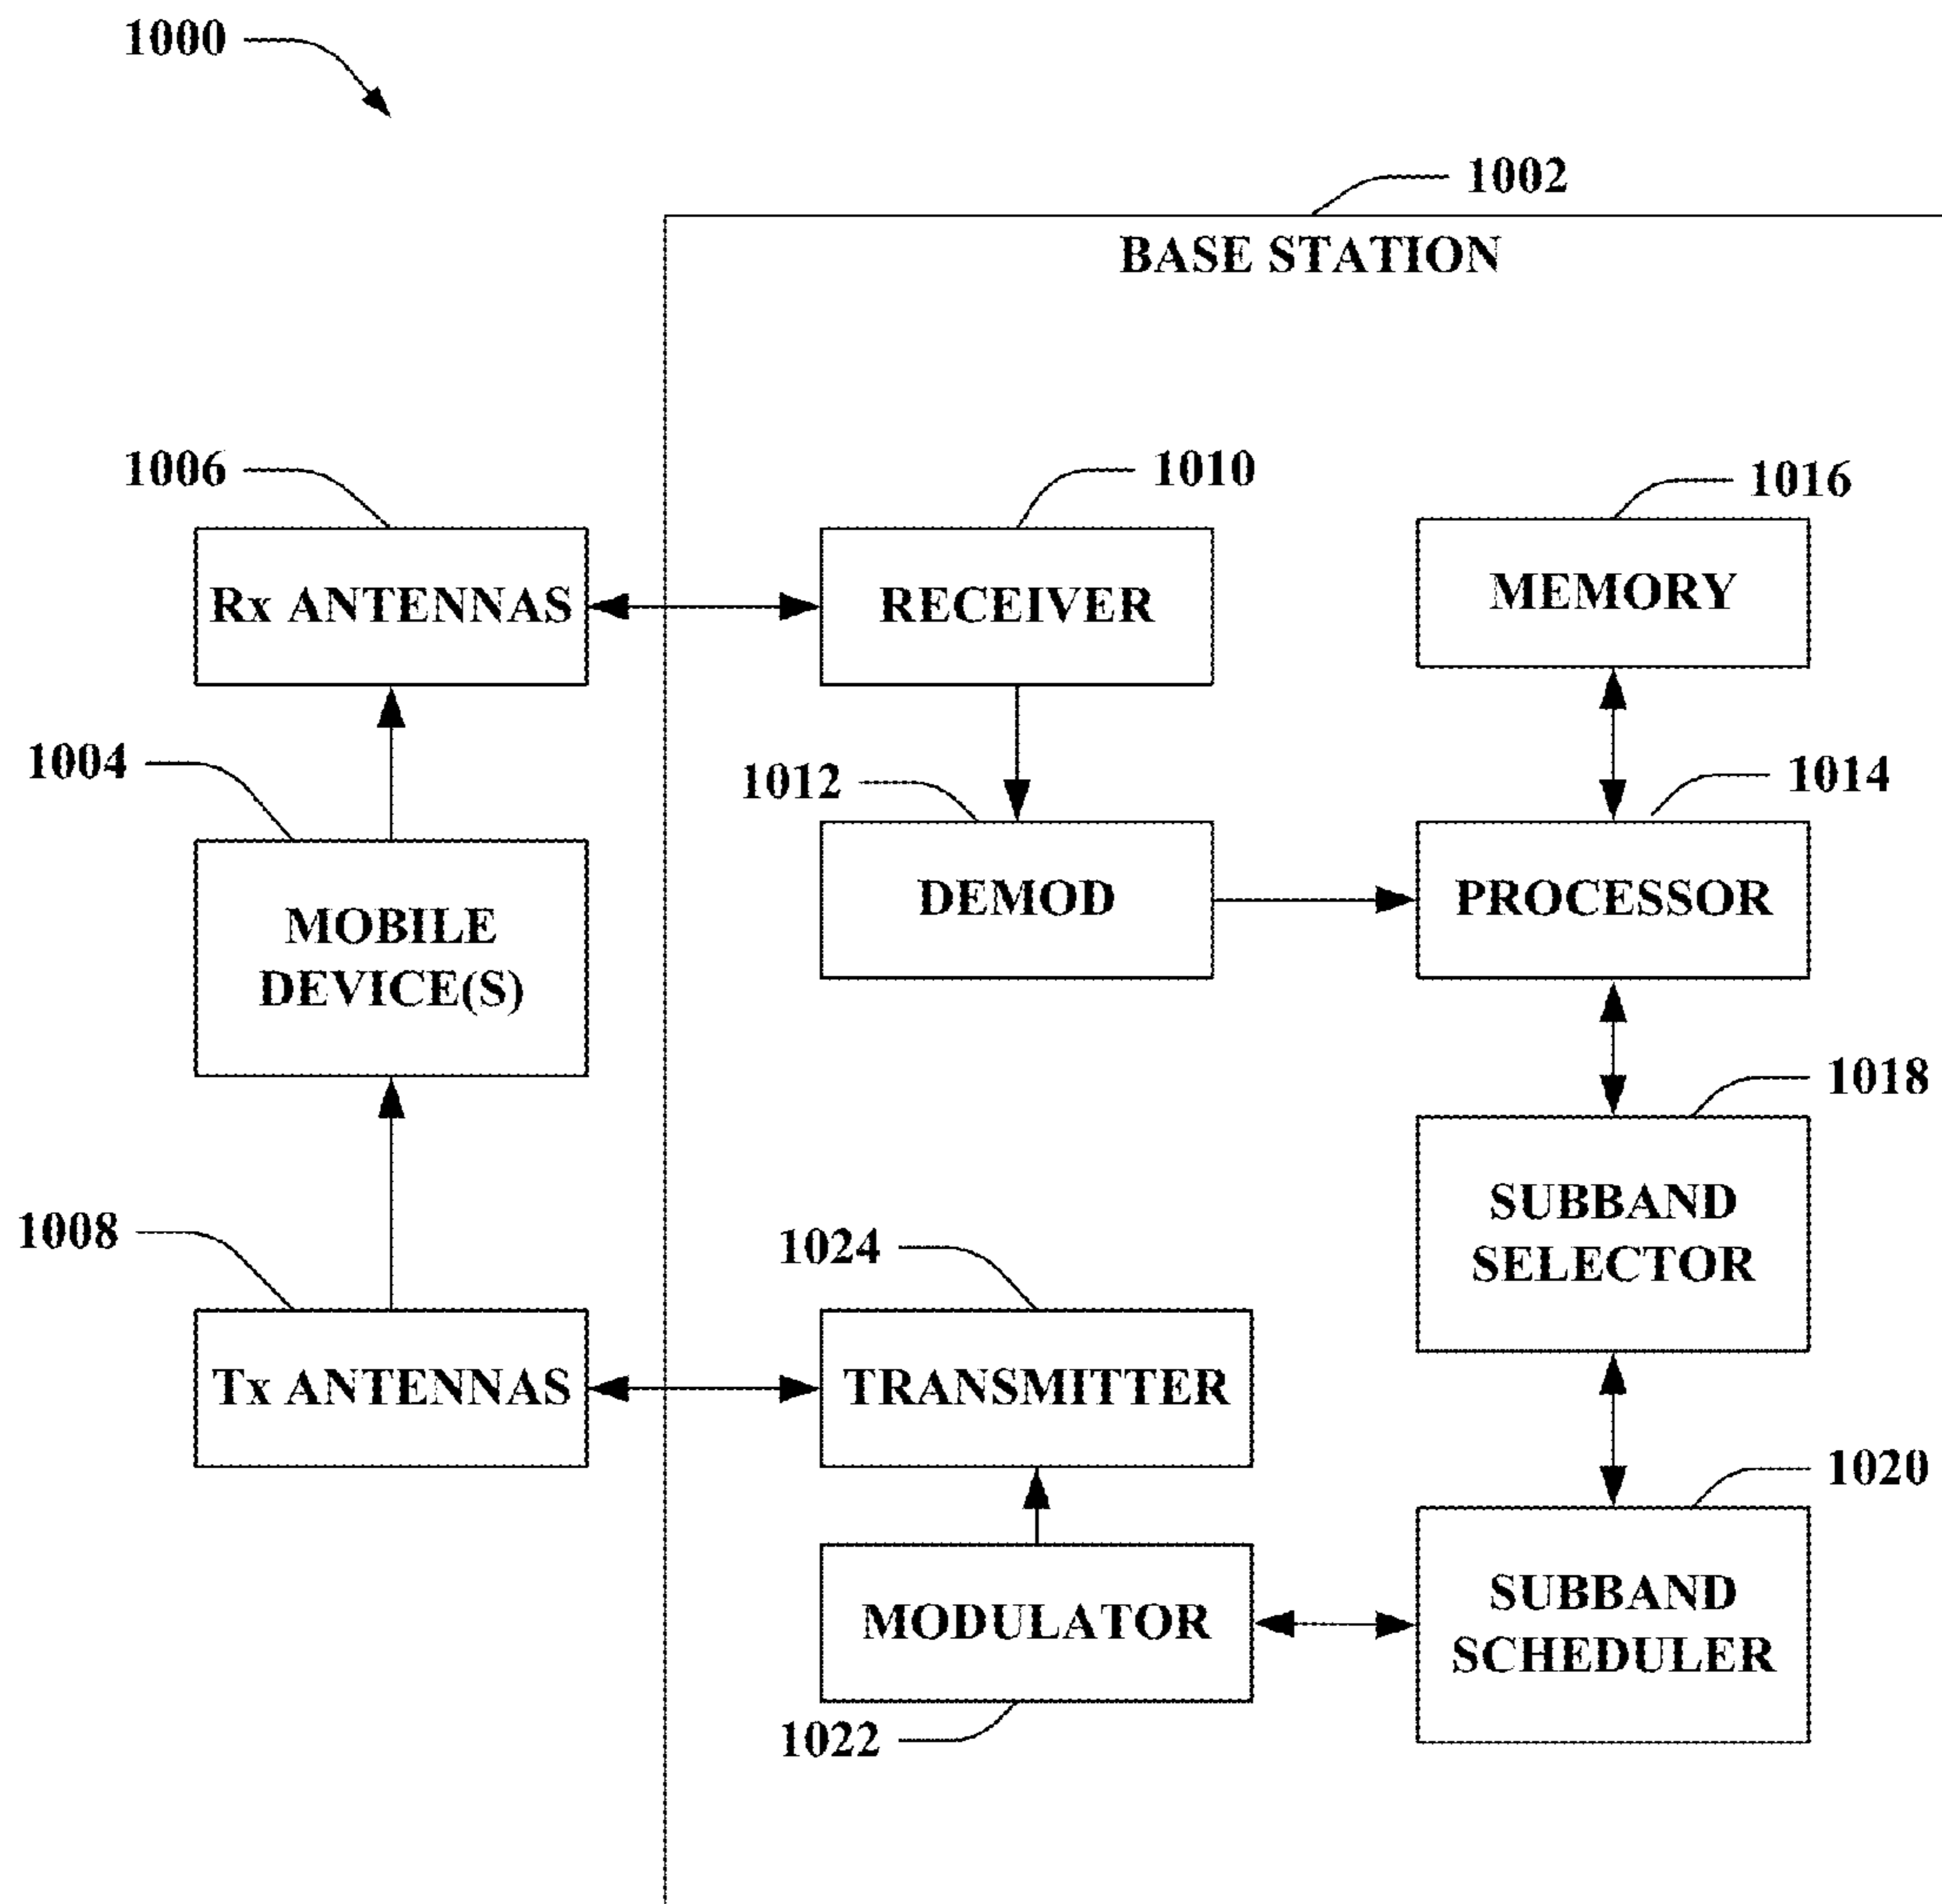 1000
1002
BASE STATION
1006
1010
1016
Rx ANTENNAS
RECEIVER
MEMORY
1004
1012
1014
MOBILE
DEVICE(S)
DEMOD
PROCESSOR
1018
1008
1024
SUBBAND
SELECTOR
Tx ANTENNAS
TRANSMITTER
1020
MODULATOR
SUBBAND
SCHEDULER
1022